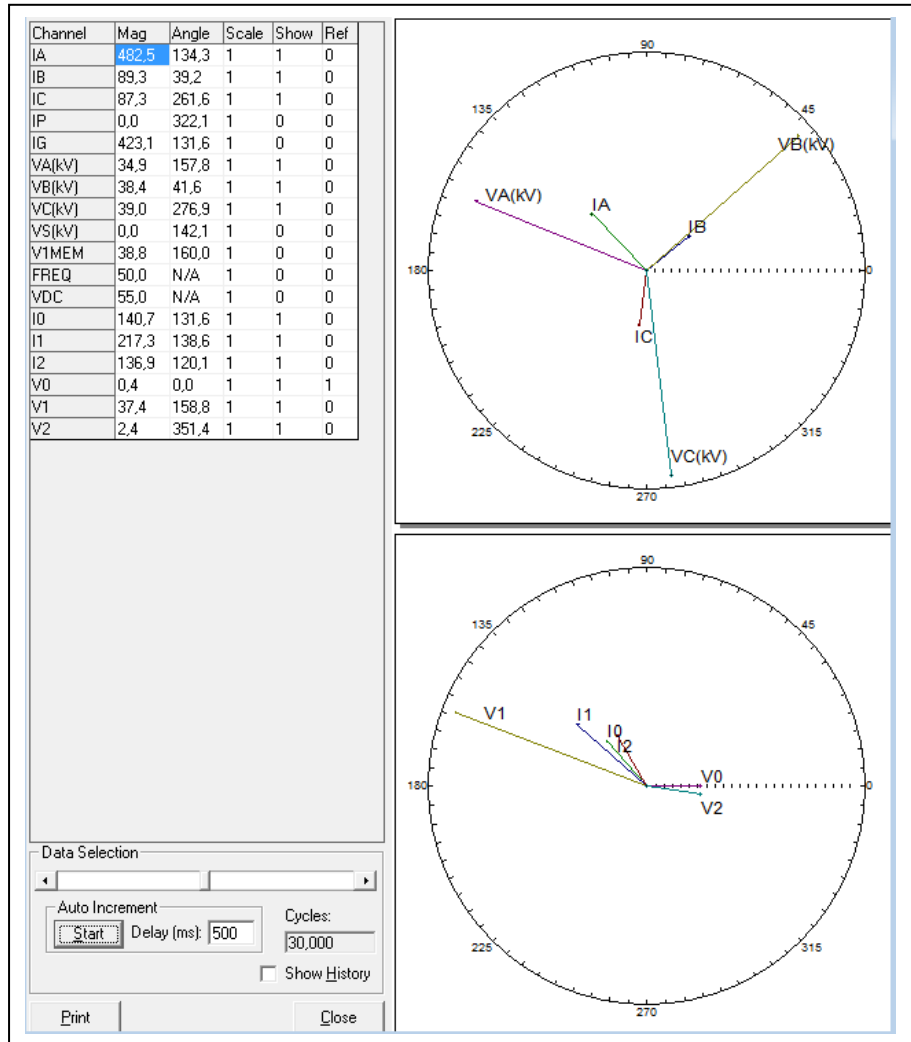 Channel Mag Angle Scale Show Ref
IA 482,5 134,3 1 1 0
IB 89,3 39,2 1 1 0
IC 87,3 261,6 1 1 0
IP 0,0 322,1 1 0 0
IG 423,1 131,6 1 0 0
VA(kV) 34,9 157,8 1 1 0
VB(kV) 38,4 41,6 1 1 0
VC(kV) 39,0 276,9 1 1 0
VS(kV) 0,0 142,1 1 0 0
V1MEM 38,8 160,0 1 0 0
FREQ 50,0 N/A 1 0 0
VDC 55,0 N/A 1 0 0
I0 140,7 131,6 1 1 0
I1 217,3 138,6 1 1 0
I2 136,9 120,1 1 1 0
V0 0,4 0,0 1 1 1
V1 37,4 158,8 1 1 0
V2 2,4 351,4 1 1 0
Data Selection
Auto Increment
Start Delay (ms): 500
Cycles:
30,000
Show History
Print Close
90
135 45
VB(kV)
VA(kV) IA
IB
180 0
IC
225 315
VC(kV)
270
90
135 45
V1 I1
I0
I2
180 V0 0
V2
225 315
270